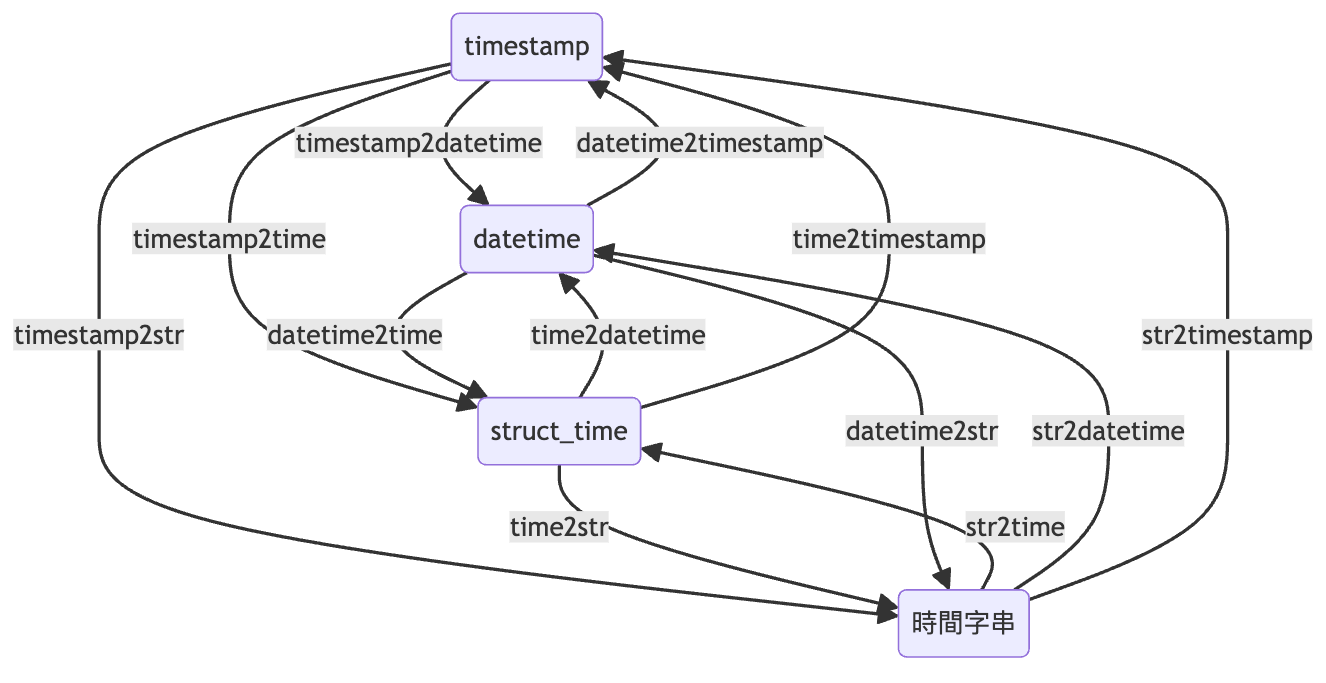 timestamp
timestamp2datetime
datetime2timestamp
timestamp2time
datetime
time2timestamp
timestamp2str
datetime2time
time2datetime
str2timestamp
struct_time
datetime2str
str2datetime
time2str
str2time
時間字串